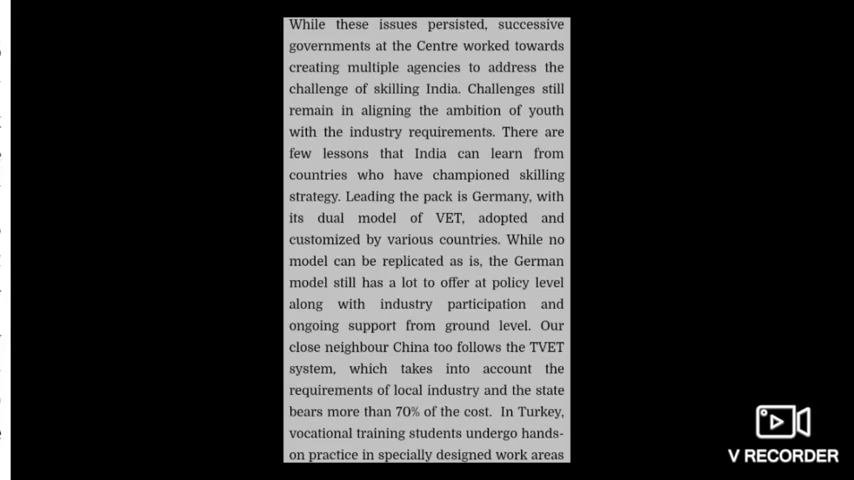 While these issues persisted, successive
governments at the Centre worked towards
creating multiple agencies to address the
challenge of skilling India. Challenges still
remain in aligning the ambition of youth
with the industry requirements. There are
few lessons that India can learn from
countries who have championed skilling
strategy. Leading the pack is Germany, with
its dual model of VET, adopted and
customized by various countries. While no
model can be replicated as is, the German
model still has a lot to offer at policy level
along with industry participation and
ongoing support from ground level. Our
close neighbour China too follows the TVET
system, which takes into account the
requirements of local industry and the state
bears more than 70% of the cost. In Turkey,
vocational training students undergo hands-
on practice in specially designed work areas
V RECORDER